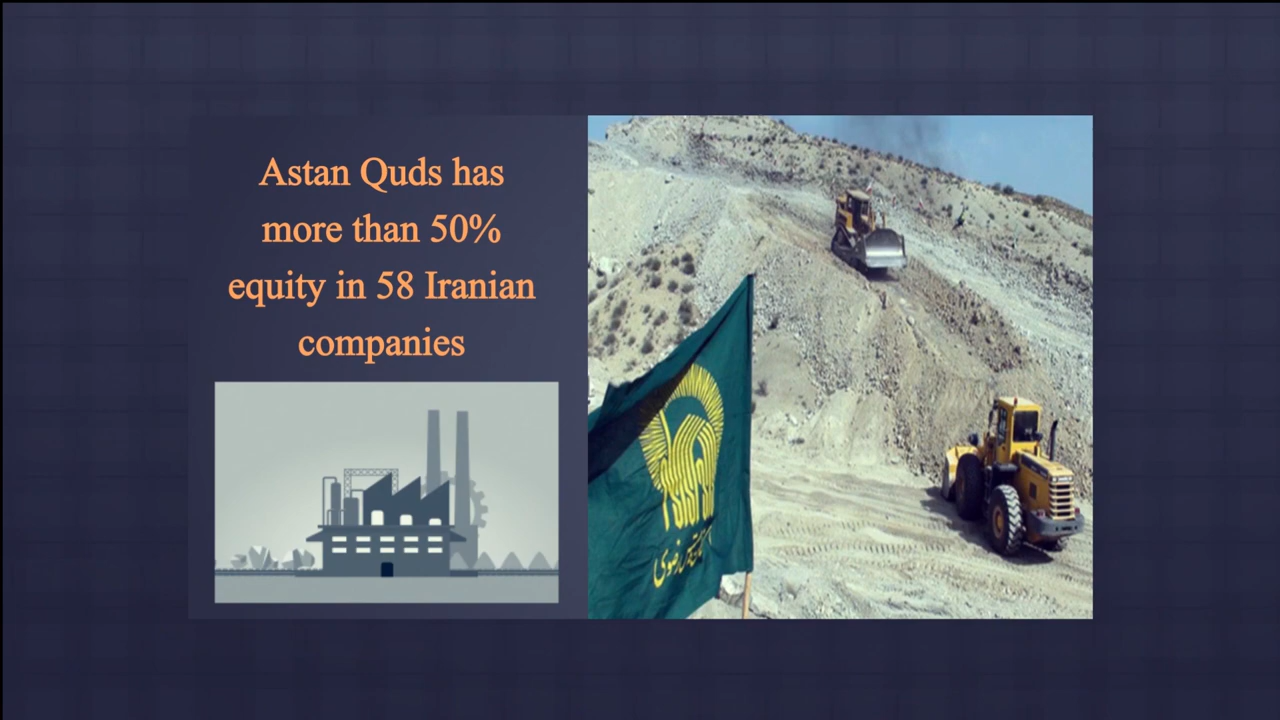 Astan Quds has
more than 50%
equity in 58 Iranian
companies